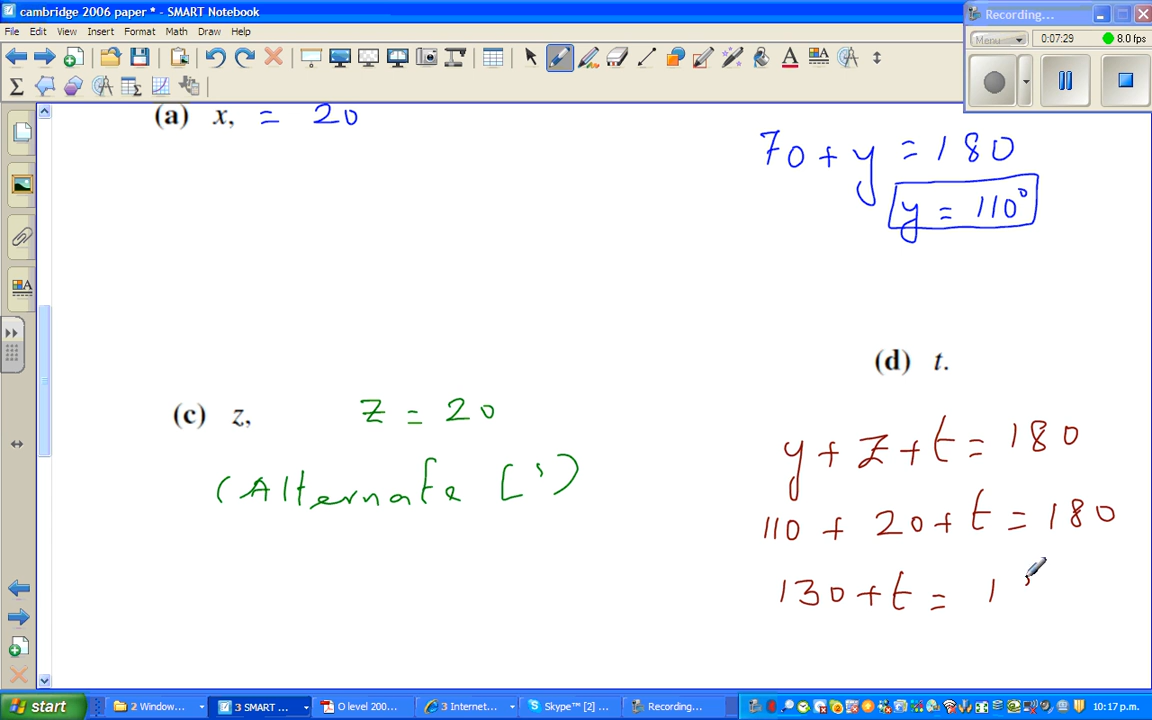 cambridge 2006 paper * - SMART Notebook
File Edit View Insert Format Math Draw Help
Recording...
Menu 0:07:29 8.0 fps
(a) x, = 20
70 + y = 180
y = 110°
(d) t.
(c) z, z = 20
(Alternate [')
y + z + t = 180
110 + 20 + t = 180
130 + t = 1
start 2 Window... 3 SMART ... O level 200... 3 Internet... Skype™ [2] ... Recording... 10:17 p.m.